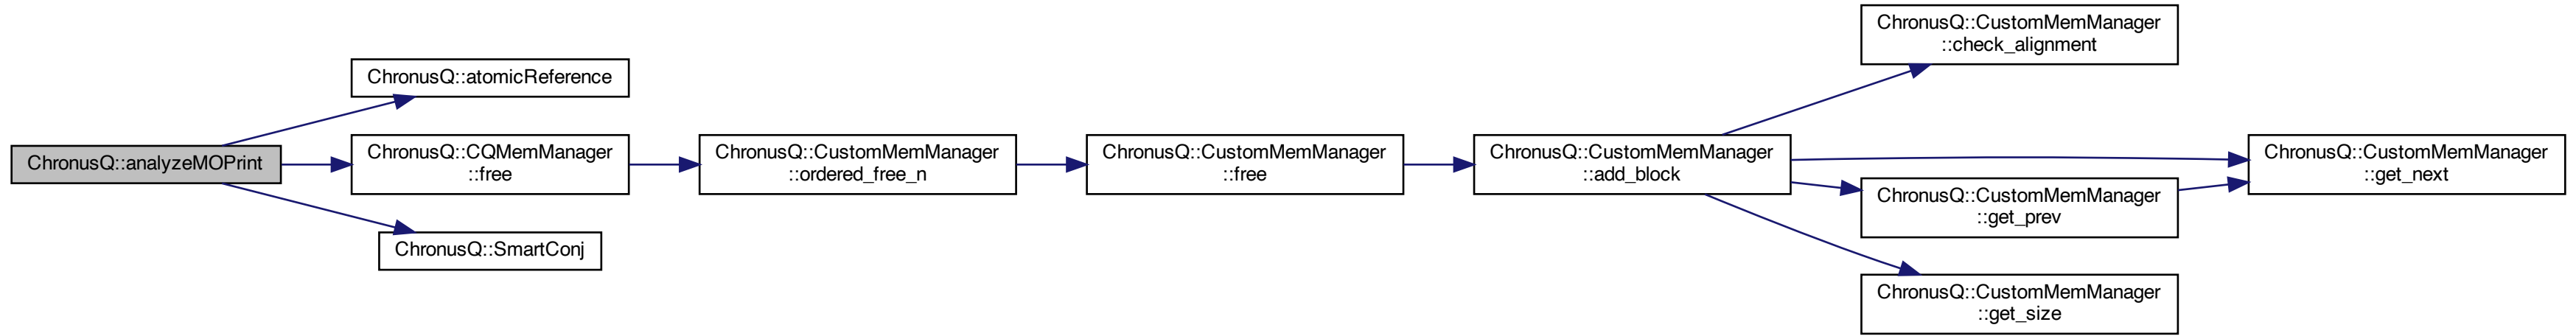 ChronusQ::analyzeMOPrint
ChronusQ::atomicReference
ChronusQ::CQMemManager
::free
ChronusQ::SmartConj
ChronusQ::CustomMemManager
::ordered_free_n
ChronusQ::CustomMemManager
::free
ChronusQ::CustomMemManager
::add_block
ChronusQ::CustomMemManager
::check_alignment
ChronusQ::CustomMemManager
::get_prev
ChronusQ::CustomMemManager
::get_size
ChronusQ::CustomMemManager
::get_next